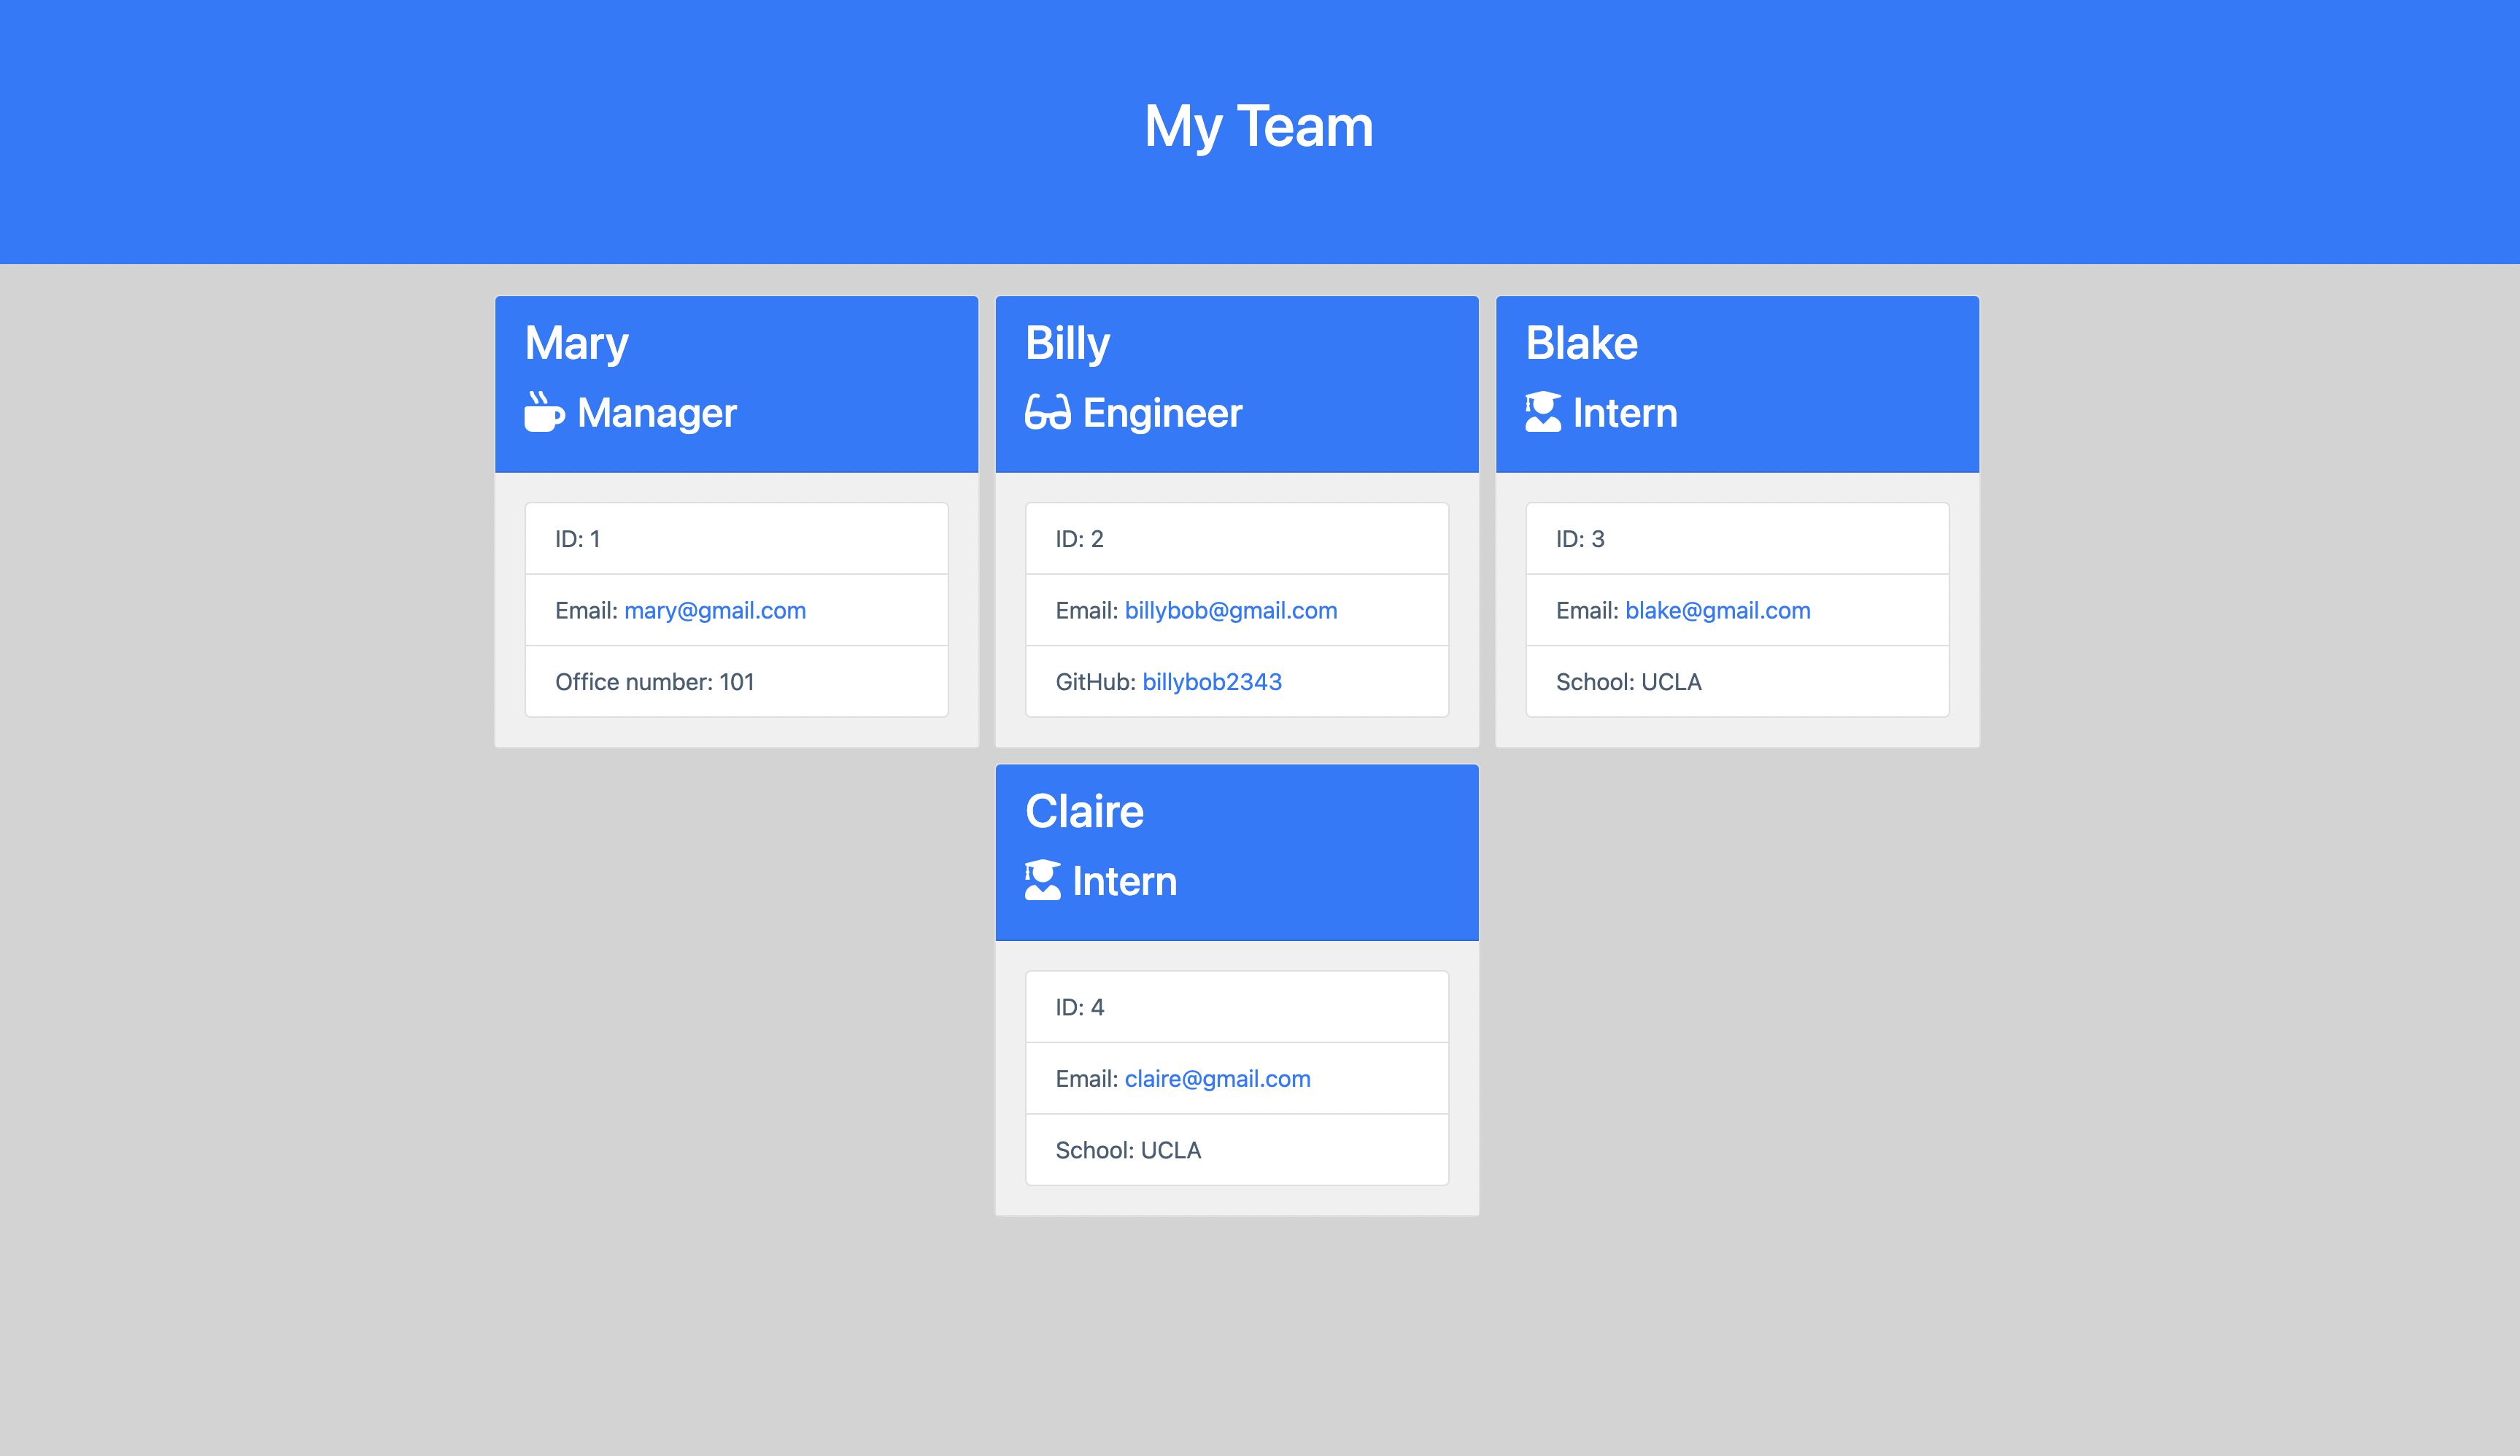 My Team
Mary
Manager
ID: 1
Email: mary@gmail.com
Office number: 101
Billy
Engineer
ID: 2
Email: billybob@gmail.com
GitHub: billybob2343
Blake
Intern
ID: 3
Email: blake@gmail.com
School: UCLA
Claire
Intern
ID: 4
Email: claire@gmail.com
School: UCLA